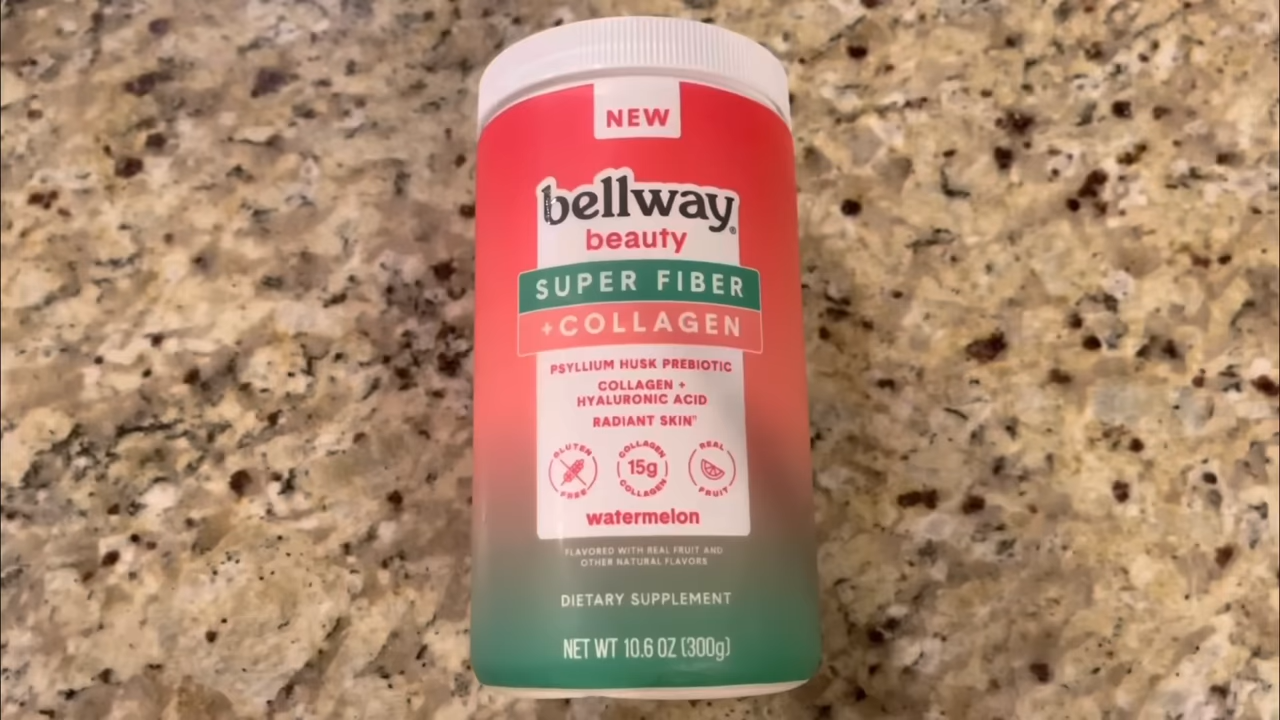 NEW
bellway®
beauty
SUPER FIBER
+COLLAGEN
PSYLLIUM HUSK PREBIOTIC
COLLAGEN +
HYALURONIC ACID
RADIANT SKIN™
GLUTEN
FREE
COLLAGEN
15g
COLLAGEN
REAL
FRUIT
watermelon
FLAVORED WITH REAL FRUIT AND
OTHER NATURAL FLAVORS
DIETARY SUPPLEMENT
NET WT 10.6 OZ (300g)